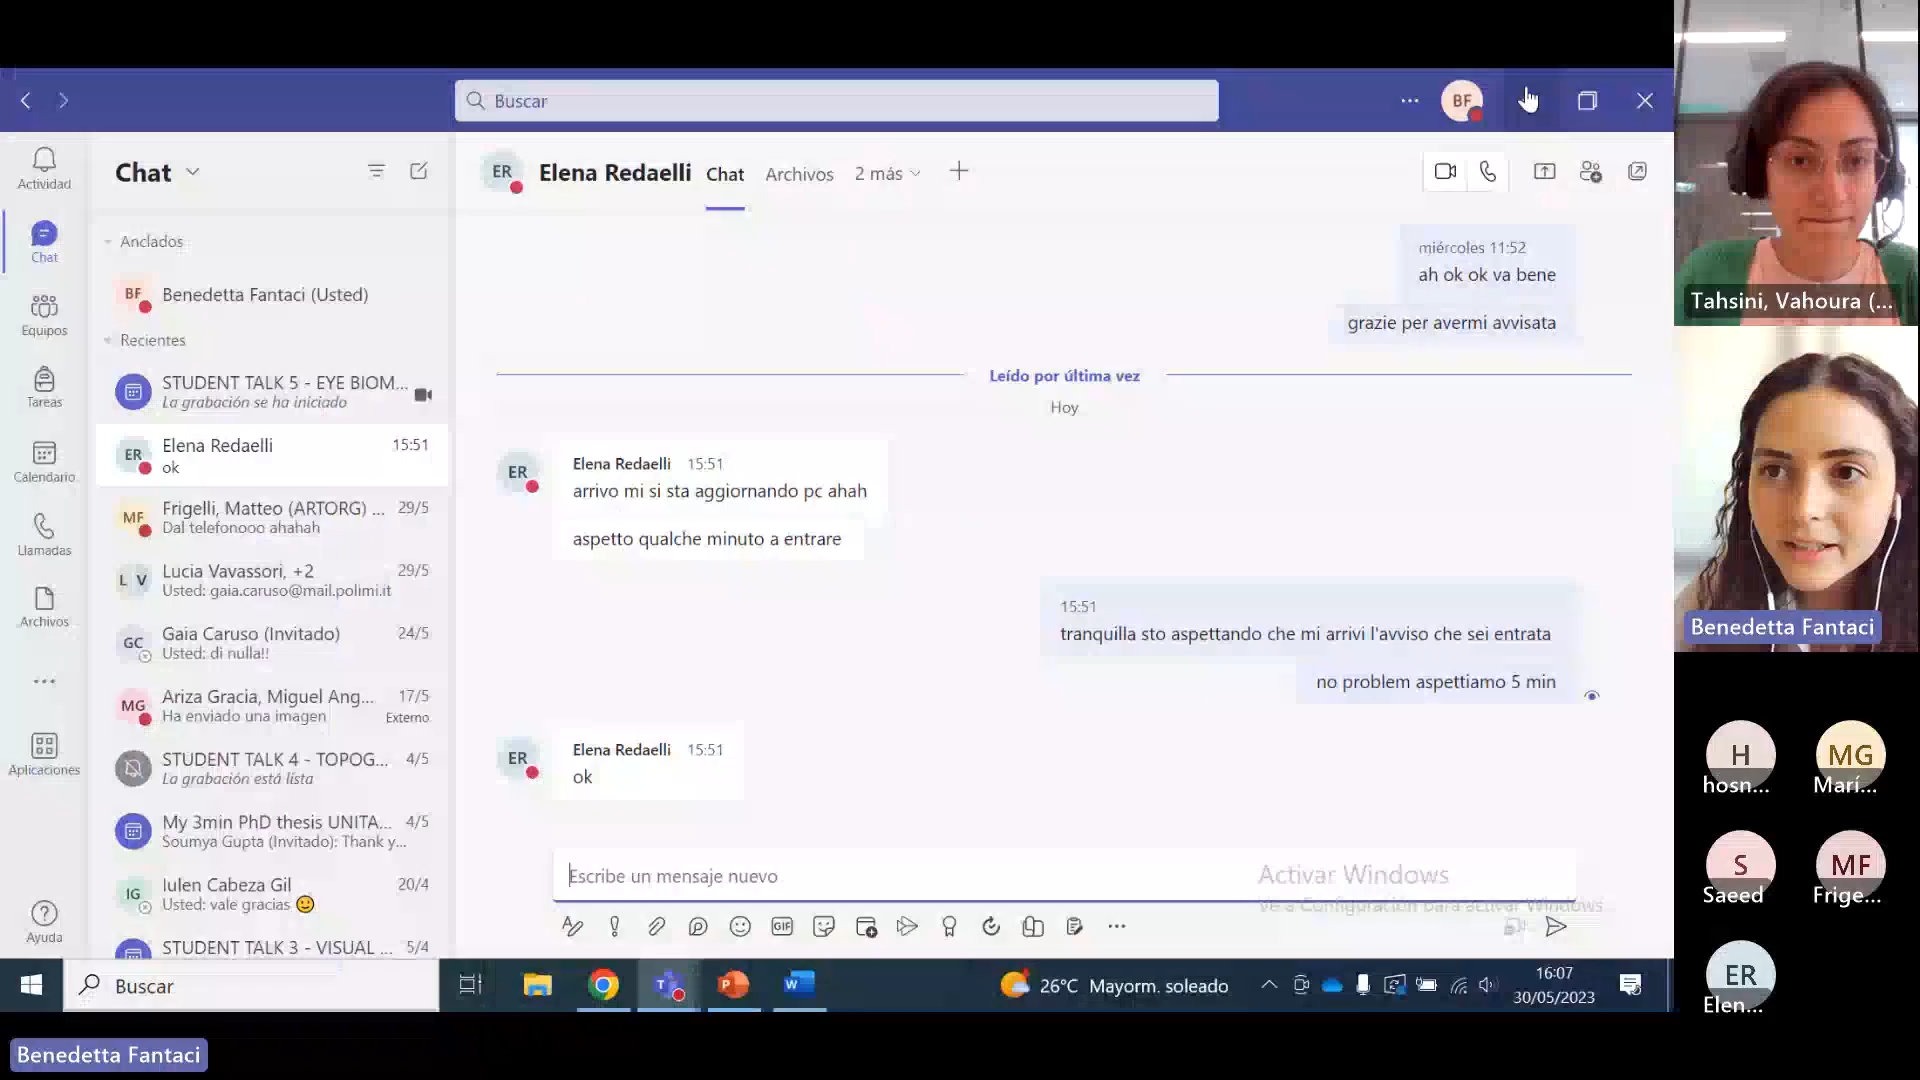 Buscar
BF
Actividad
Chat
Equipos
Tareas
Calendario
Llamadas
Archivos
Aplicaciones
Ayuda
Chat
Anclados
BF
Benedetta Fantaci (Usted)
Recientes
STUDENT TALK 5 - EYE BIOM...
La grabación se ha iniciado
ER
Elena Redaelli 15:51
ok
MF
Frigelli, Matteo (ARTORG) ... 29/5
Dal telefonooo ahahah
L V
Lucia Vavassori, +2 29/5
Usted: gaia.caruso@mail.polimi.it
GC
Gaia Caruso (Invitado) 24/5
Usted: di nulla!!
MG
Ariza Gracia, Miguel Ang... 17/5
Ha enviado una imagen Externo
STUDENT TALK 4 - TOPOG... 4/5
La grabación está lista
My 3min PhD thesis UNITA... 4/5
Soumya Gupta (Invitado): Thank y...
IG
Iulen Cabeza Gil 20/4
Usted: vale gracias
STUDENT TALK 3 - VISUAL ... 5/4
ER
Elena Redaelli Chat Archivos 2 más
miércoles 11:52
ah ok ok va bene
grazie per avermi avvisata
Leído por última vez
Hoy
ER
Elena Redaelli 15:51
arrivo mi si sta aggiornando pc ahah
aspetto qualche minuto a entrare
15:51
tranquilla sto aspettando che mi arrivi l'avviso che sei entrata
no problem aspettiamo 5 min
ER
Elena Redaelli 15:51
ok
Escribe un mensaje nuevo
GIF
Activar Windows
Ve a Configuración para activar Windows.
Buscar
26°C Mayorm. soleado
16:07
30/05/2023
Tahsini, Vahoura (...
Benedetta Fantaci
H
hosn...
MG
Marí...
S
Saeed
MF
Frige...
ER
Elen...
Benedetta Fantaci